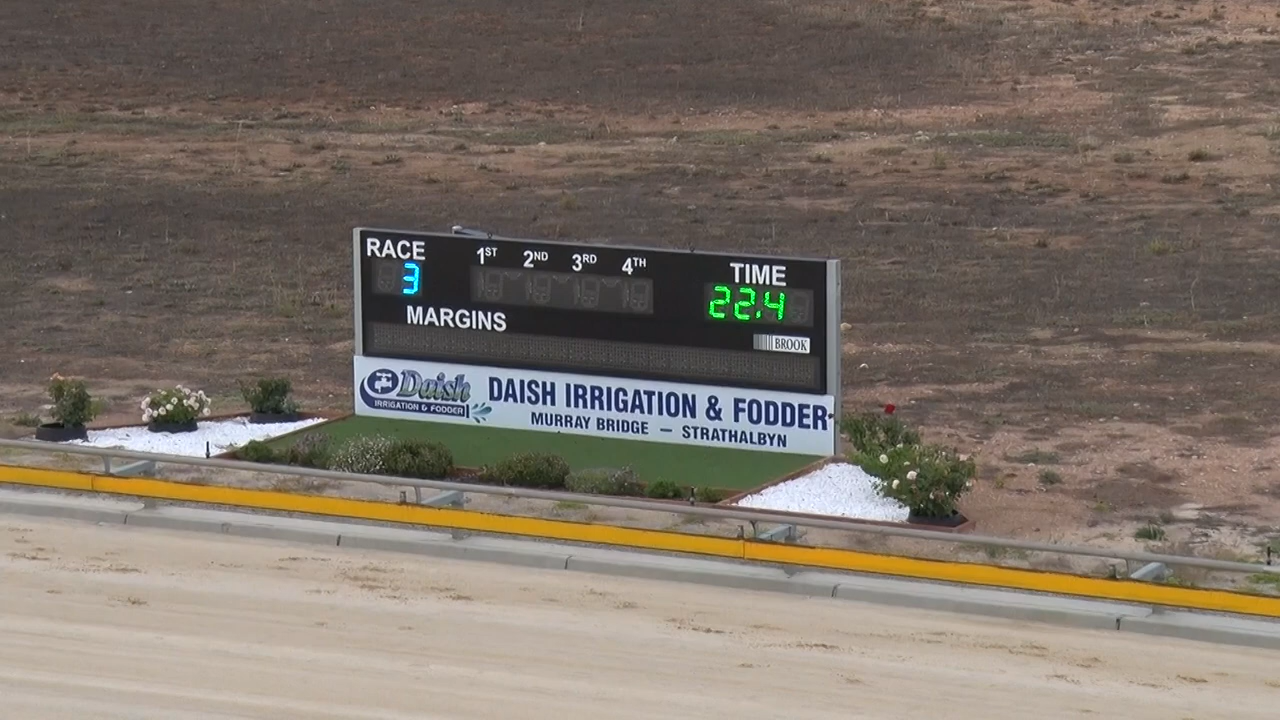 RACE 1ST 2ND 3RD 4TH TIME
3 22.4
MARGINS
BROOK
Daish
IRRIGATION & FODDER
DAISH IRRIGATION & FODDER
MURRAY BRIDGE — STRATHALBYN